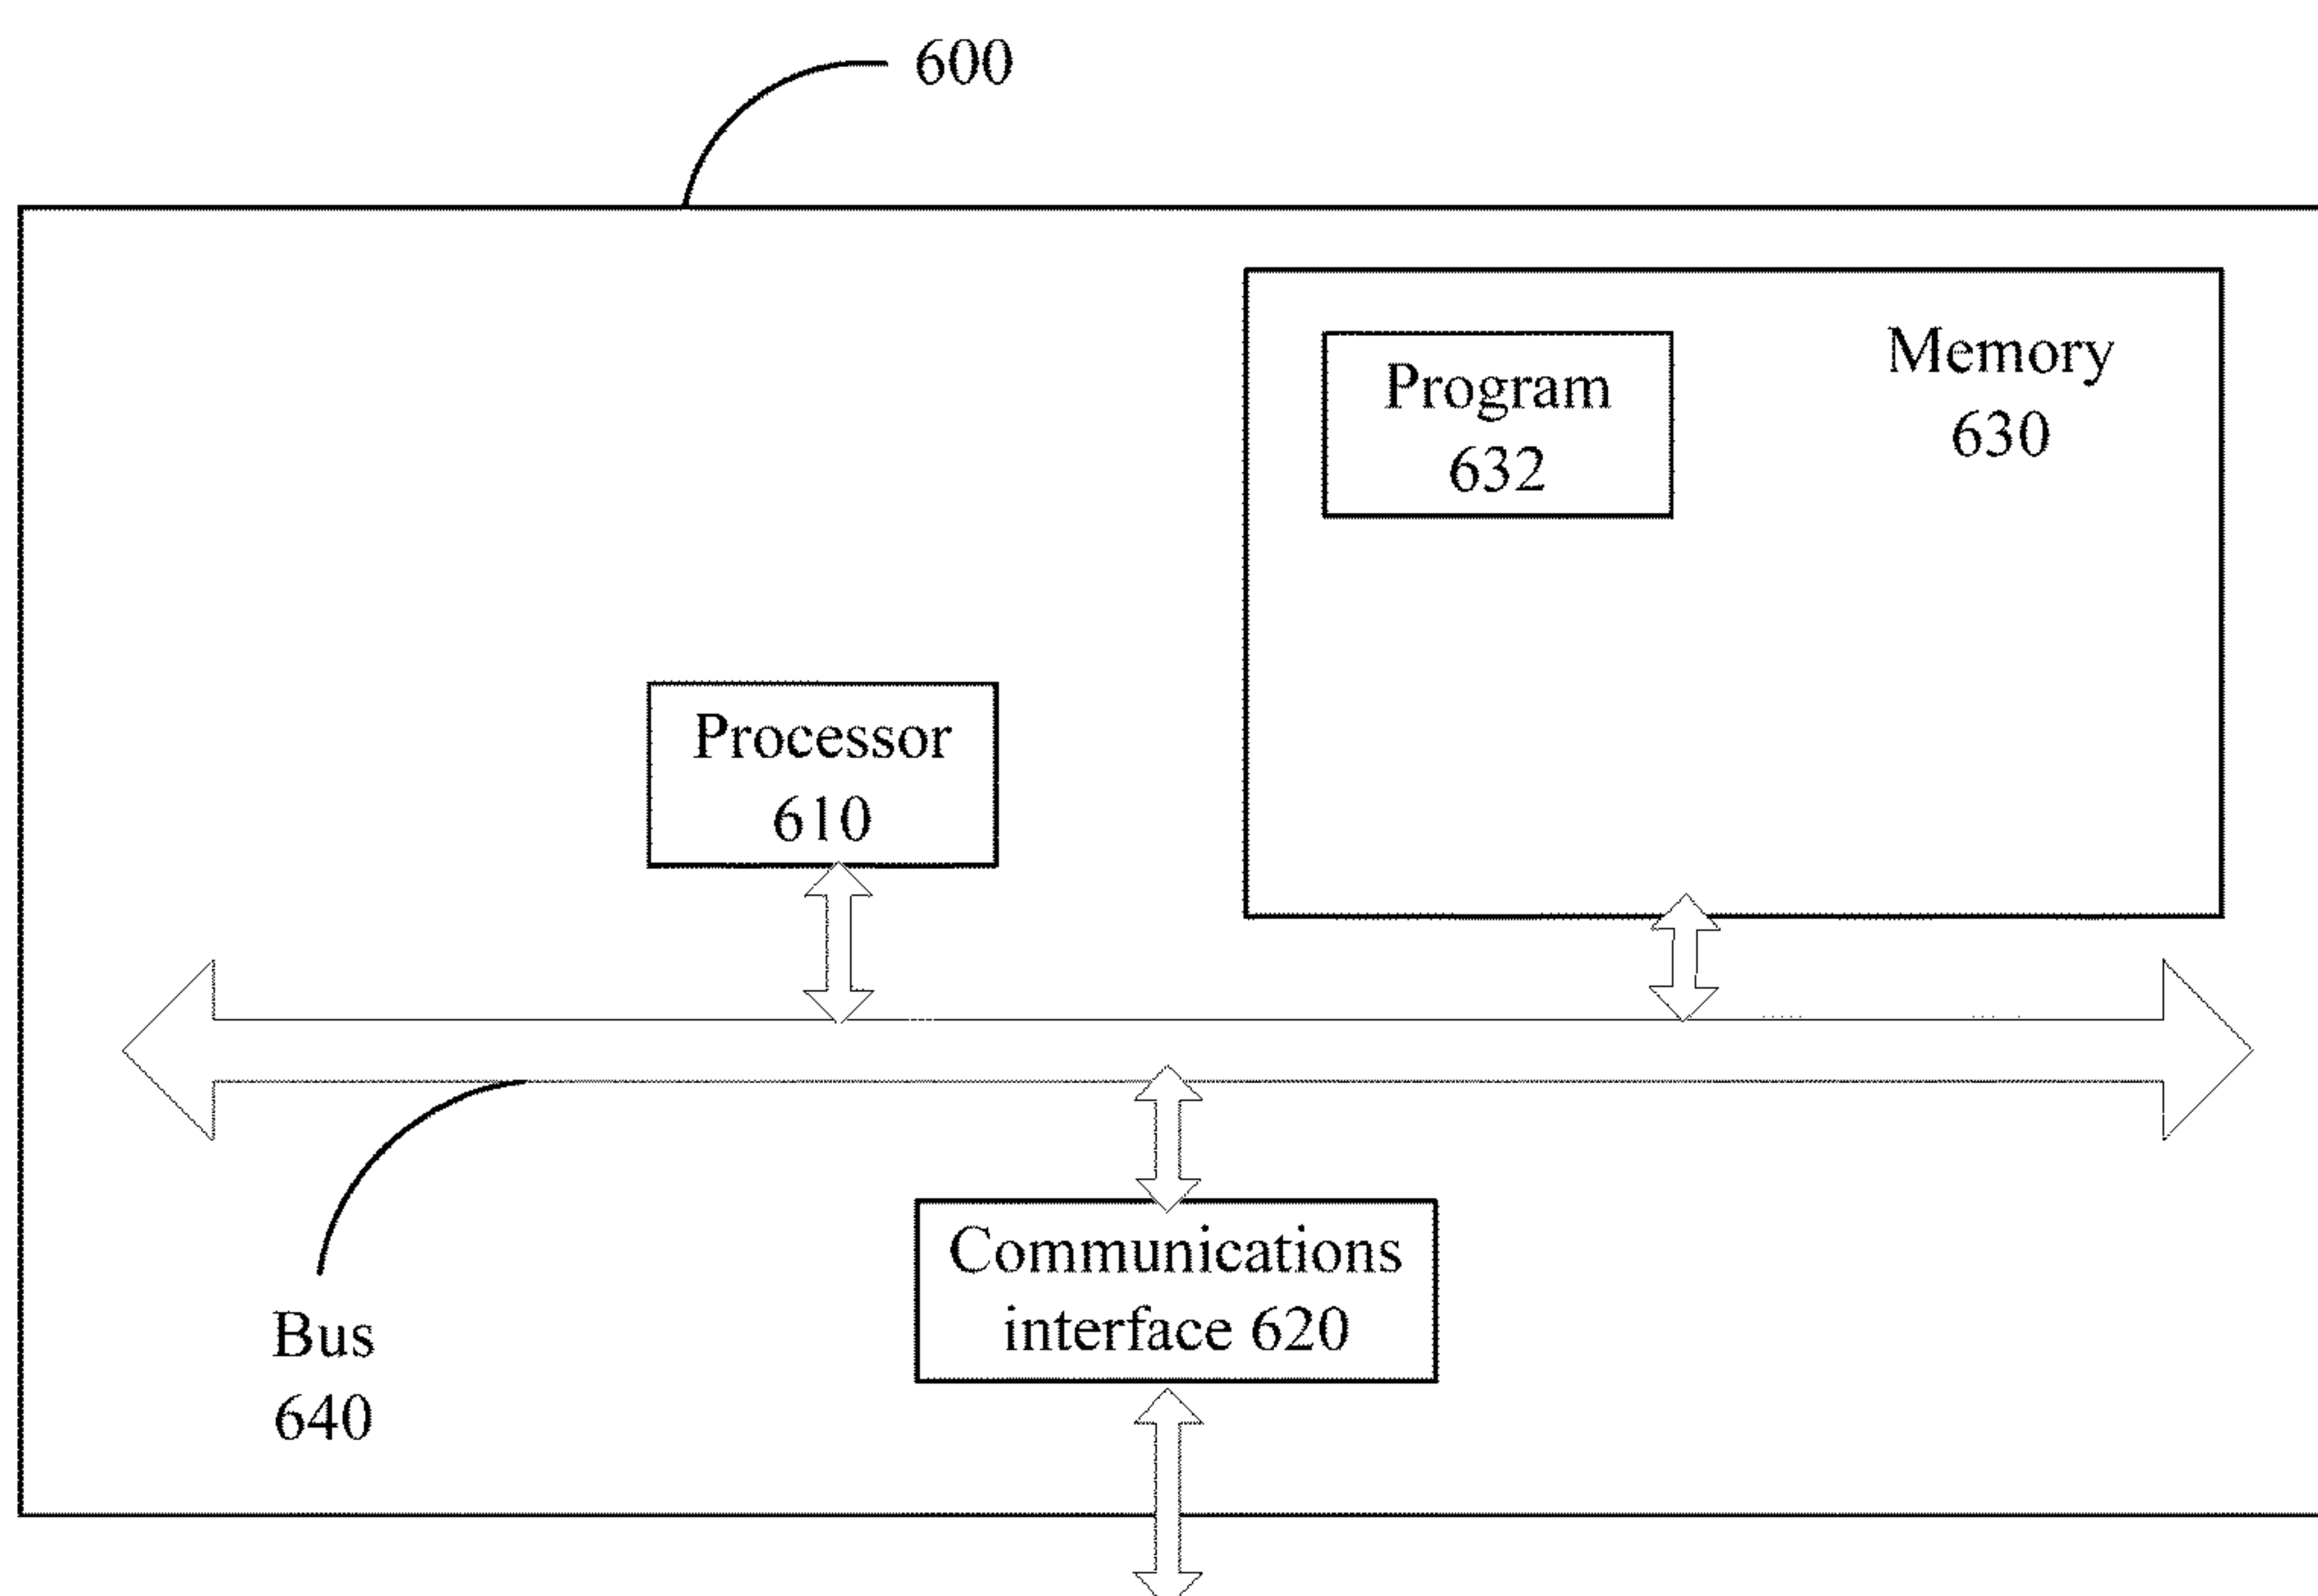 600
Program
632
Memory
630
Processor
610
Communications
interface 620
Bus
640